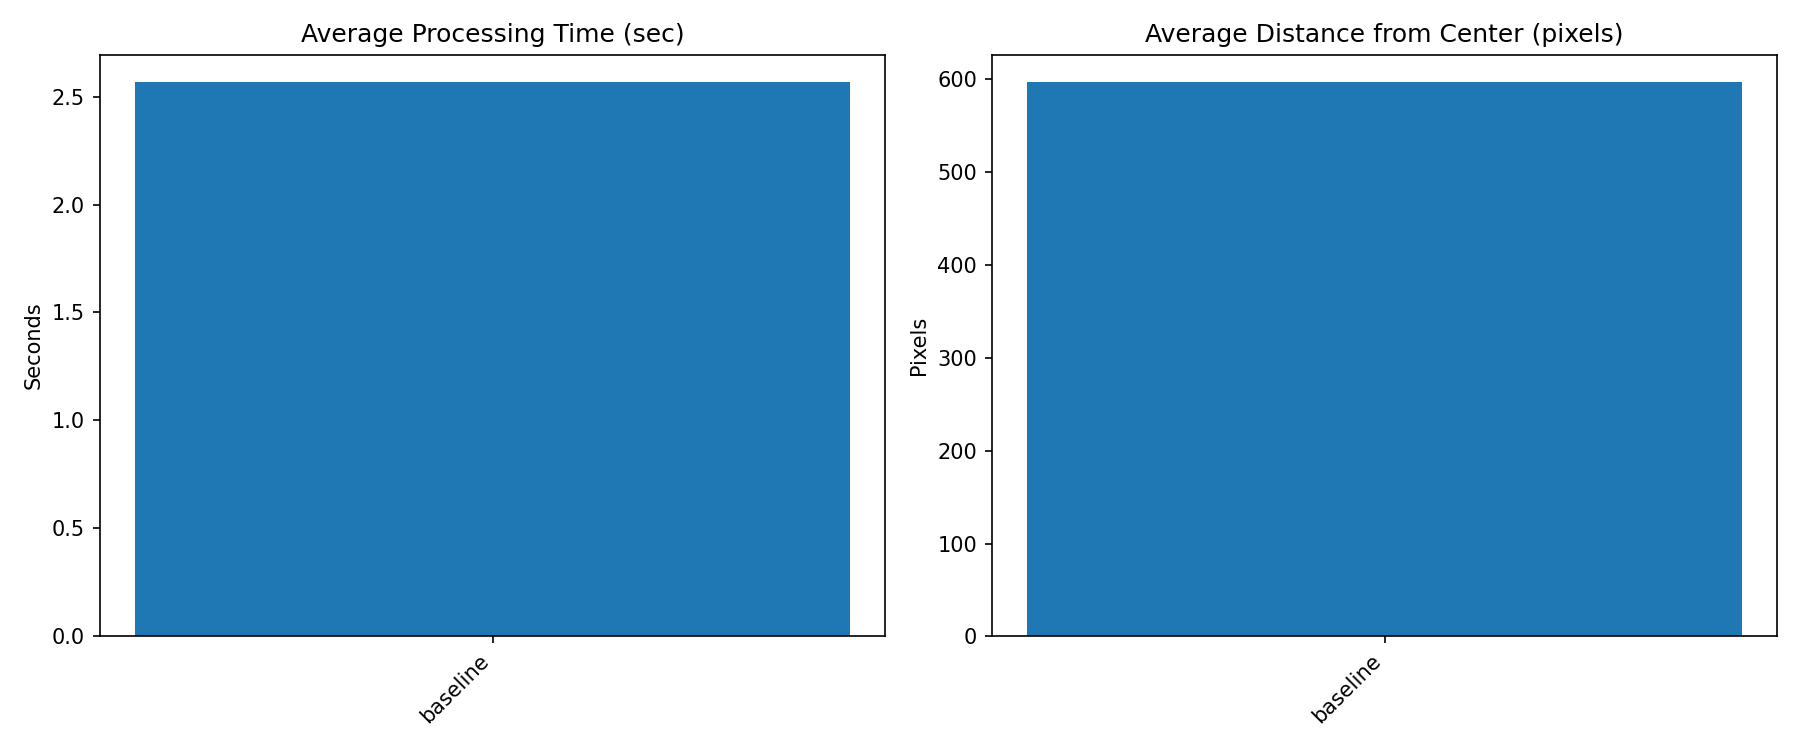 Average Processing Time (sec)
Seconds
2.5
2.0
1.5
1.0
0.5
0.0
baseline
Average Distance from Center (pixels)
Pixels
600
500
400
300
200
100
0
baseline